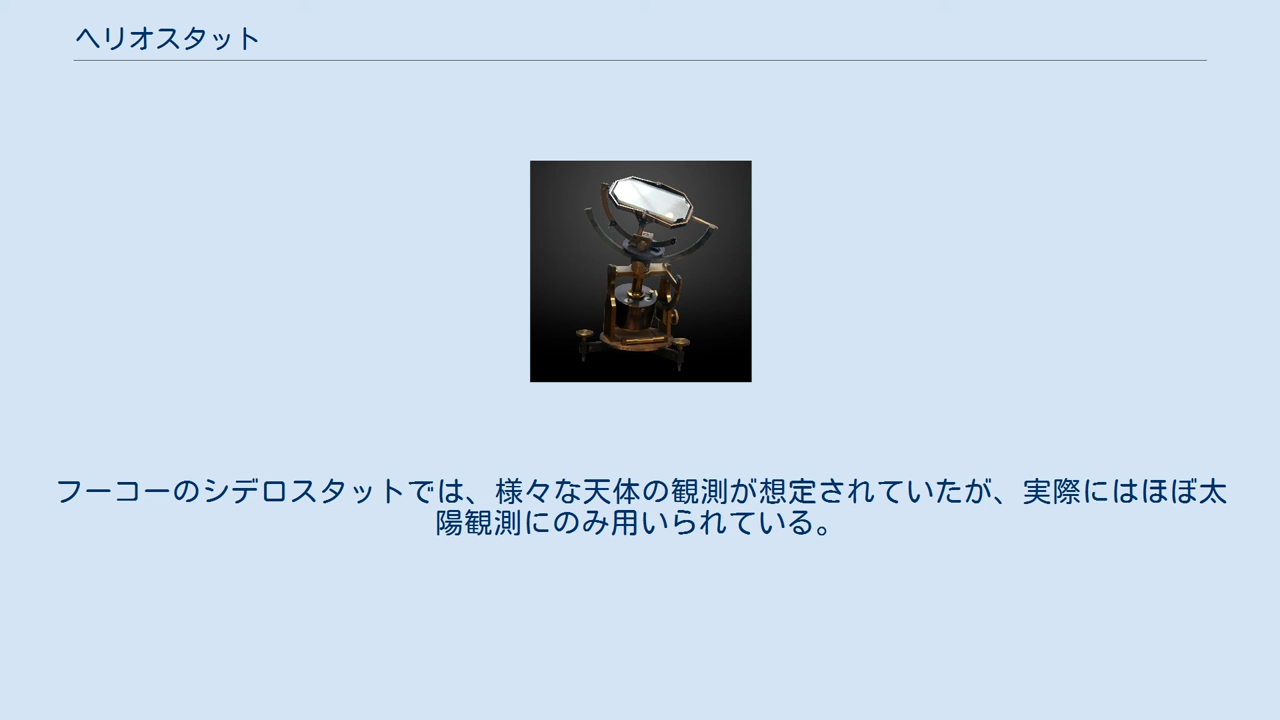 ヘリオスタット
フーコーのシデロスタットでは、様々な天体の観測が想定されていたが、実際にはほぼ太
陽観測にのみ用いられている。